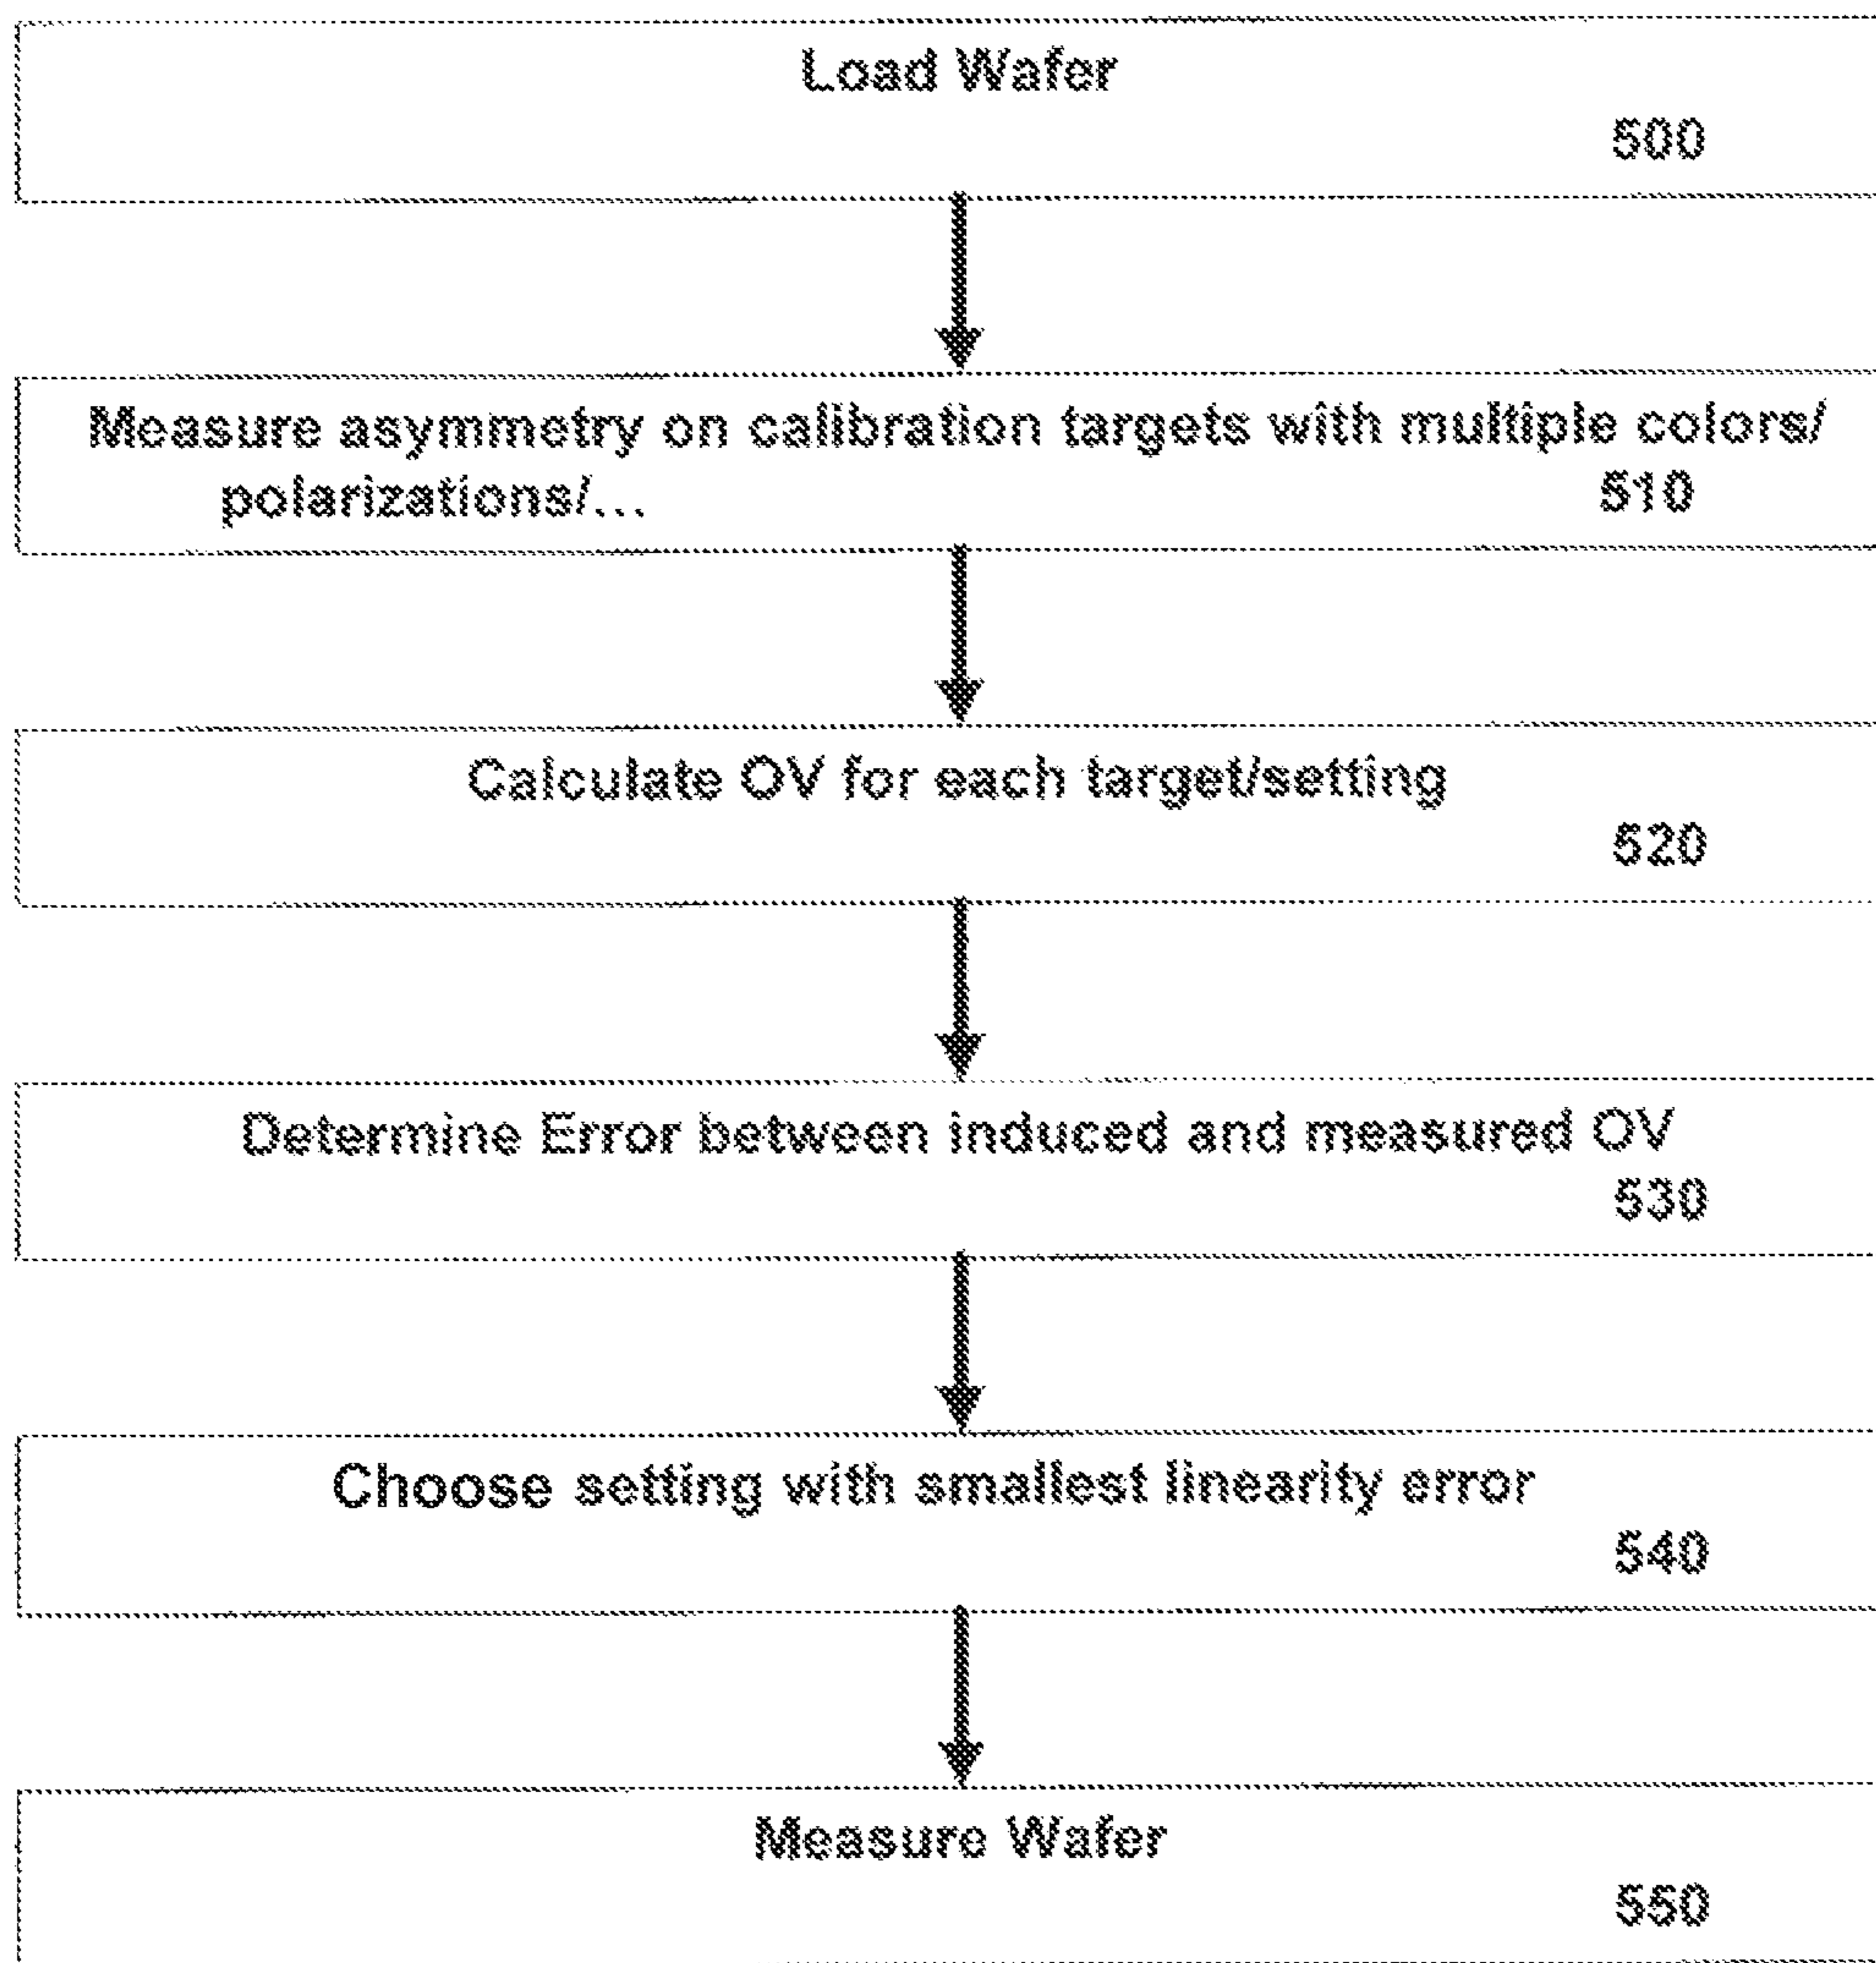 Load Wafer
500
Measure asymmetry on calibration targets with multiple colors/
polarizations/... 510
Calculate OV for each target/setting
520
Determine Error between induced and measured OV
530
Choose setting with smallest linearity error
540
Measure Wafer
550